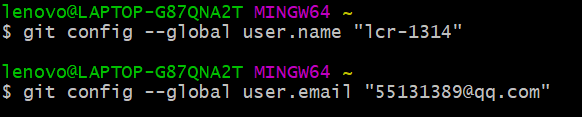 lenovo@LAPTOP-G87QNA2T MINGW64 ~
$ git config --global user.name "lcr-1314"
lenovo@LAPTOP-G87QNA2T MINGW64 ~
$ git config --global user.email "55131389@qq.com"